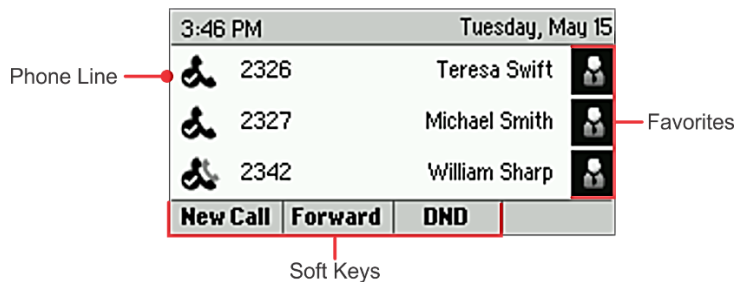 3:46 PM Tuesday, May 15
Phone Line 2326 Teresa Swift
2327 Michael Smith Favorites
2342 William Sharp
New Call Forward DND
Soft Keys